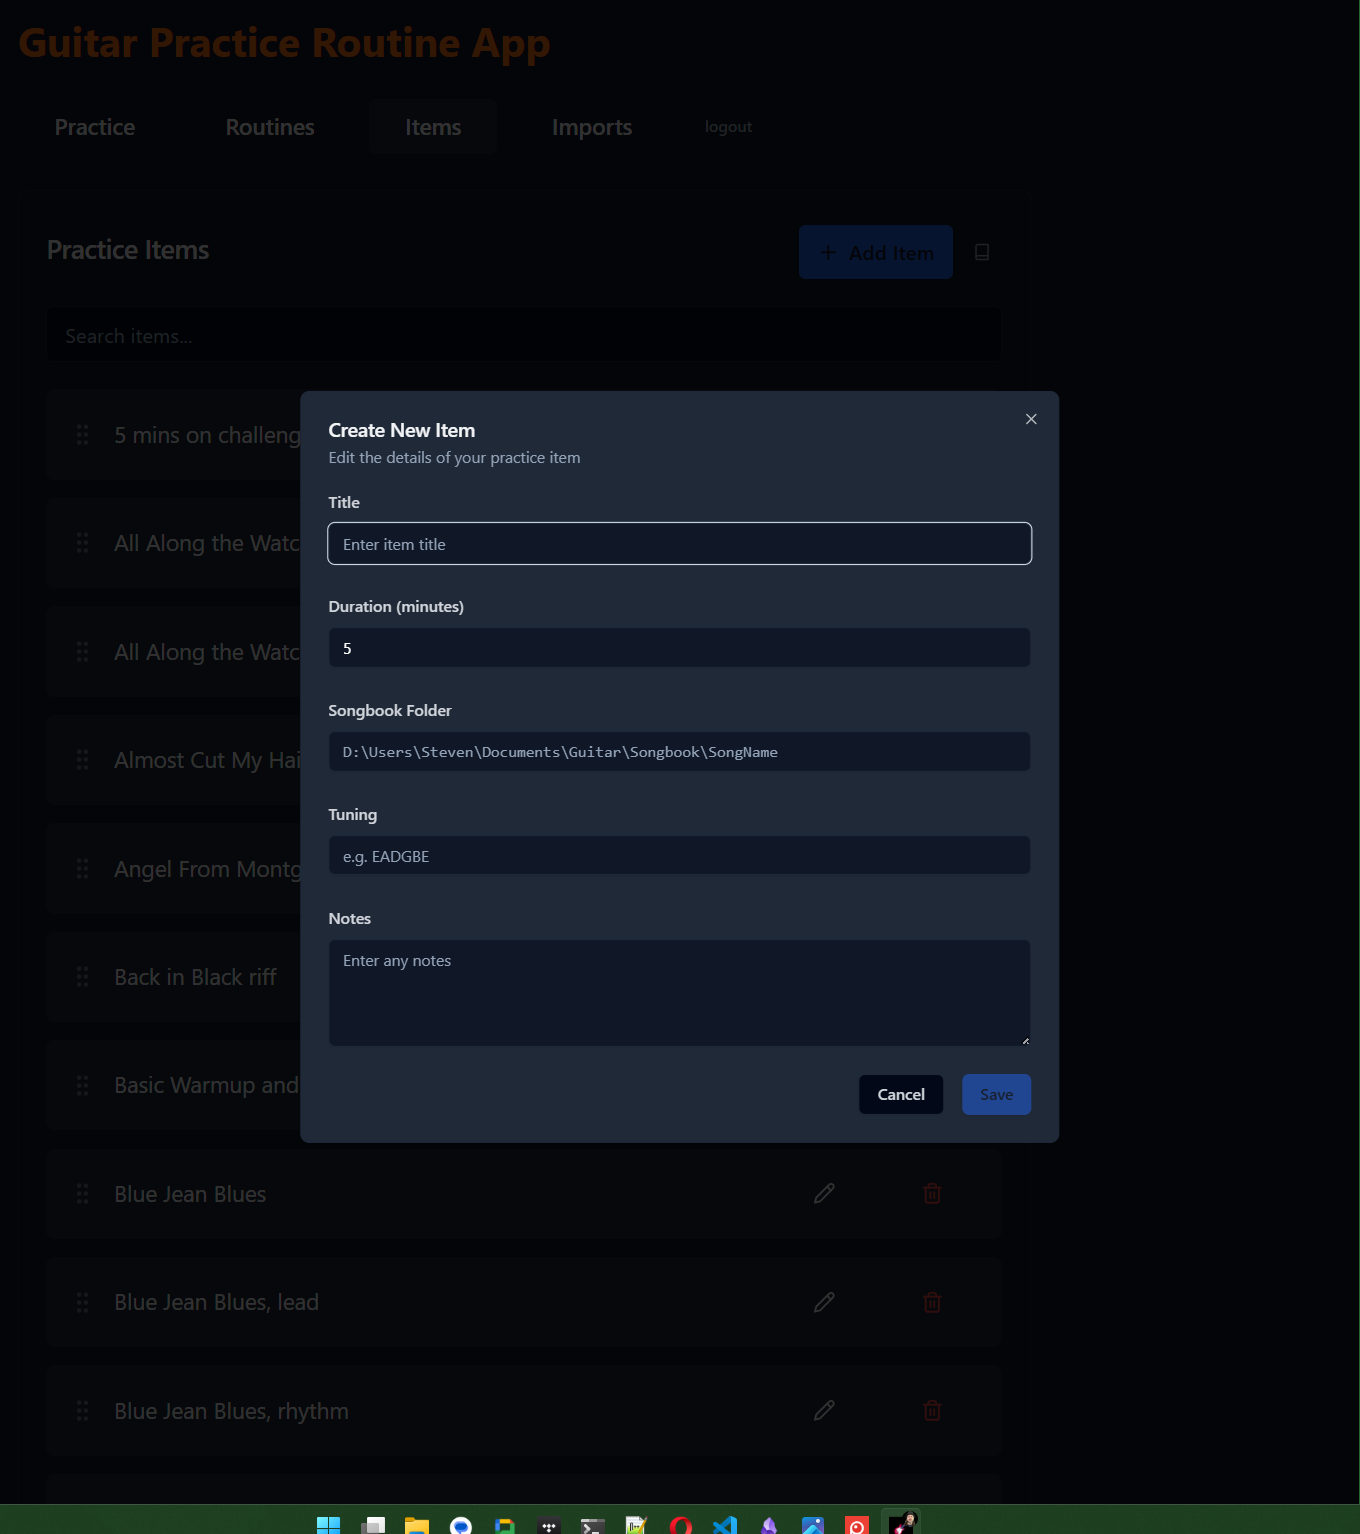 Guitar Practice Routine App
Practice Routines Items Imports logout
Practice Items
+ Add Item
Search items...
5 mins on challeng
All Along the Watc
All Along the Watc
Almost Cut My Hai
Angel From Montg
Back in Black riff
Basic Warmup and
Blue Jean Blues
Blue Jean Blues, lead
Blue Jean Blues, rhythm
Create New Item
Edit the details of your practice item
Title
Enter item title
Duration (minutes)
5
Songbook Folder
D:\Users\Steven\Documents\Guitar\Songbook\SongName
Tuning
e.g. EADGBE
Notes
Enter any notes
Cancel Save